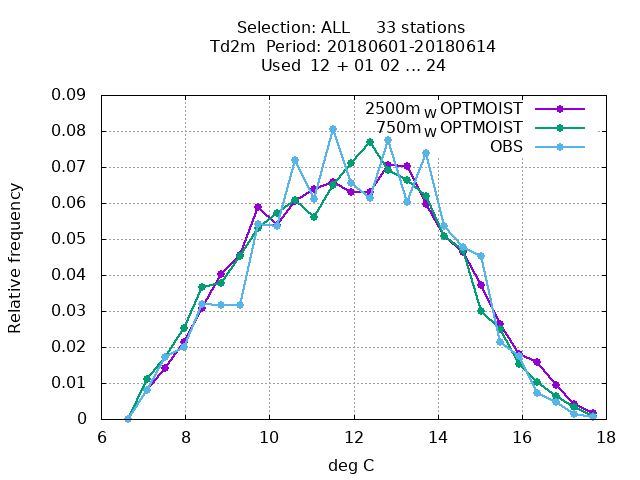 Selection: ALL 33 stations
Td2m Period: 20180601-20180614
Used 12 + 01 02 ... 24
0.09
0.08
0.07
0.06
0.05
0.04
0.03
0.02
0.01
0
Relative frequency
2500m W OPTMOIST
750m W OPTMOIST
OBS
6 8 10 12 14 16 18
deg C